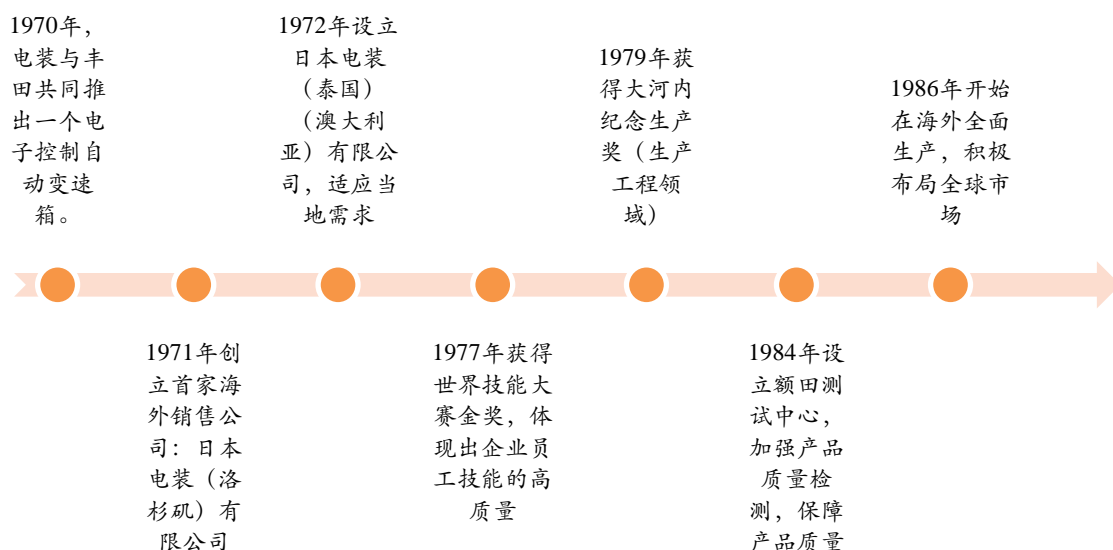 1970年，
电装与丰
田共同推
出一个电
子控制自
动变速
箱。
1971年创
立首家海
外销售公
司：日本
电装（洛
杉矶）有
限公司
1972年设立
日本电装
（泰国）
（澳大利
亚）有限公
司，适应当
地需求
1977年获得
世界技能大
赛金奖，体
现出企业员
工技能的高
质量
1979年获
得大河内
纪念生产
奖（生产
工程领
域）
1984年设
立额田测
试中心，
加强产品
质量检
测，保障
产品质量
1986年开始
在海外全面
生产，积极
布局全球市
场